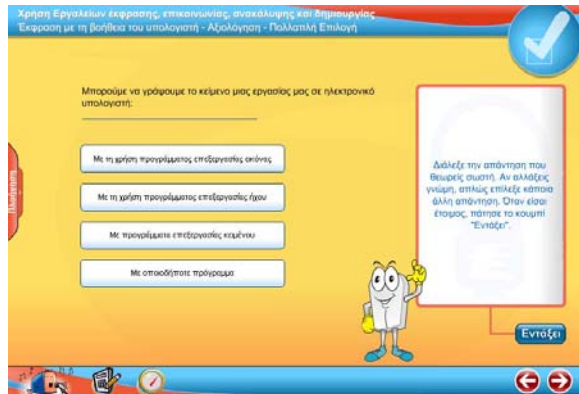 Χρήση Εργαλείων έκφρασης, επικοινωνίας, ανακάλυψης και δημιουργίας
Έκφραση με τη βοήθεια του υπολογιστή - Αξιολόγηση - Πολλαπλή Επιλογή
Μπορούμε να γράψουμε το κείμενο μιας εργασίας μας σε ηλεκτρονικό
υπολογιστή:
Με τη χρήση προγράμματος επεξεργασίας εικόνας
Με τη χρήση προγράμματος επεξεργασίας ήχου
Με προγράμματα επεξεργασίας κειμένου
Με οποιοδήποτε πρόγραμμα
Διάλεξε την απάντηση που
θεωρείς σωστή. Αν αλλάξεις
γνώμη, απλώς επίλεξε κάποια
άλλη απάντηση. Όταν είσαι
έτοιμος, πάτησε το κουμπί
"Εντάξει".
Εντάξει
Πλοήγηση